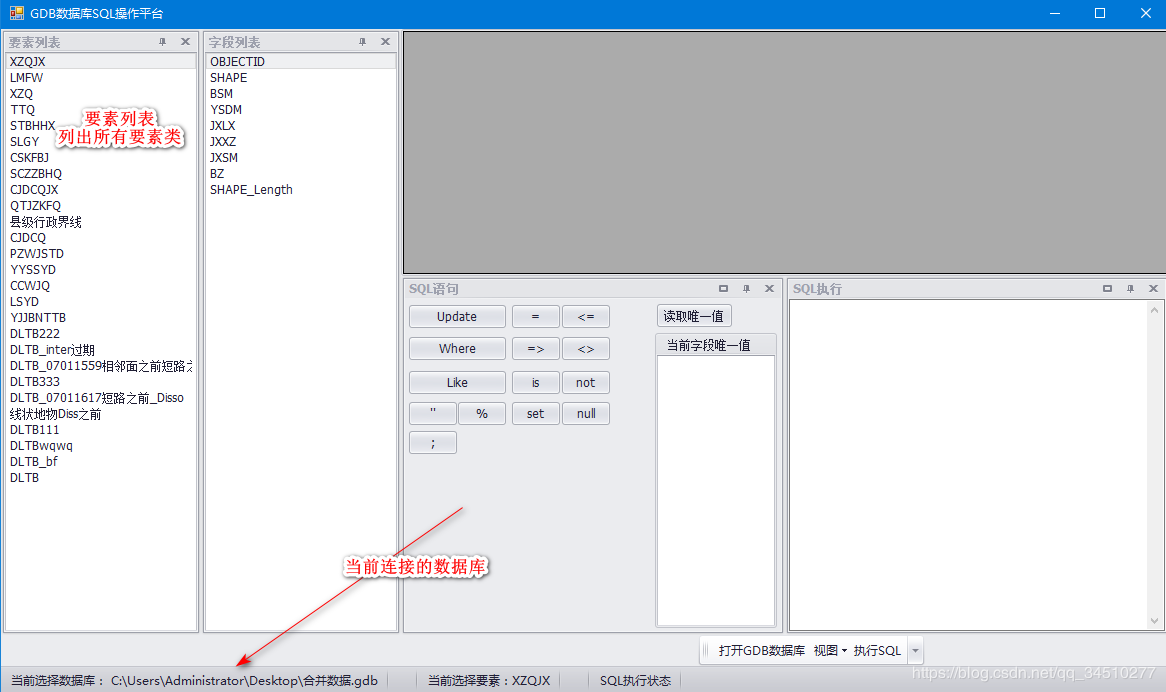 GDB数据库SQL操作平台
要素列表
XZQJX
LMFW
XZQ
TTQ
STBHHX
SLGY
CSKFBJ
SCZZBHQ
CJDCQJX
QTJZKFQ
县级行政界线
CJDCQ
PZWJSTD
YYSSYD
CCWJQ
LSYD
YJJBNTTB
DLTB222
DLTB_inter过期
DLTB_07011559相邻面之前短路之
DLTB333
DLTB_07011617短路之前_Disso
线状地物Diss之前
DLTB111
DLTBwqwq
DLTB_bf
DLTB
要素列表
列出所有要素类
字段列表
OBJECTID
SHAPE
BSM
YSDM
JXLX
JXXZ
JXSM
BZ
SHAPE_Length
SQL语句
Update = <=
Where => <>
Like is not
" % set null
;
读取唯一值
当前字段唯一值
SQL执行
当前连接的数据库
打开GDB数据库 视图 执行SQL
当前选择数据库： C:\Users\Administrator\Desktop\合并数据.gdb 当前选择要素：XZQJX SQL执行状态
https://blog.csdn.net/qq_34510277